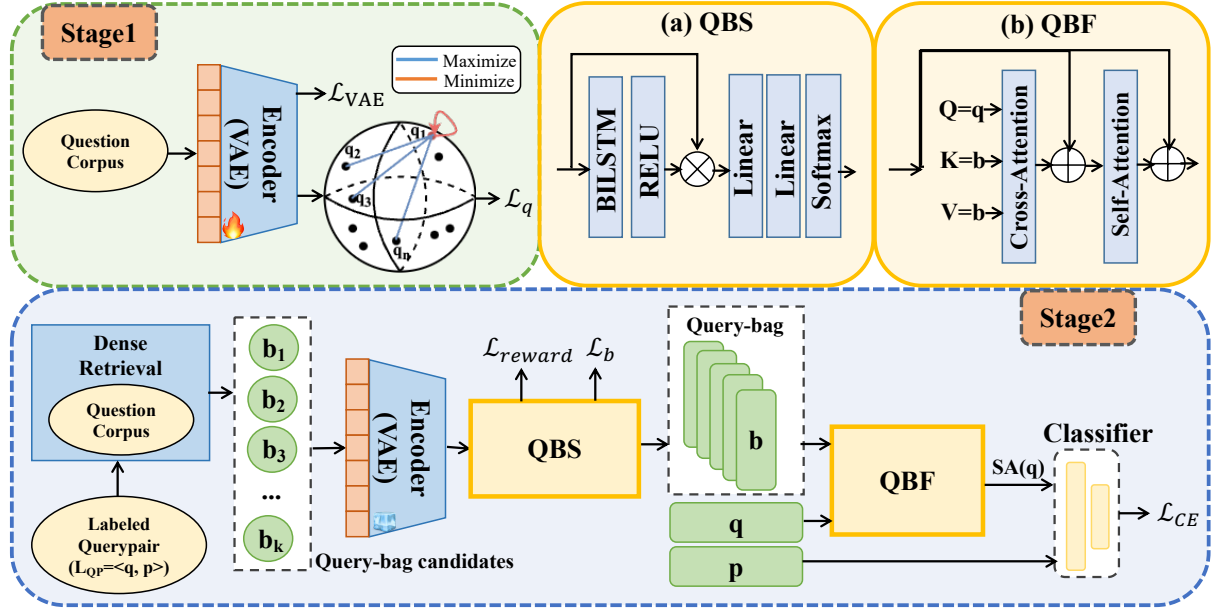 Stage1
Question
Corpus
Encoder
(VAE)
ℒVAE
Maximize
Minimize
q1
q2
q3
qn
ℒq
(a) QBS
BILSTM
RELU
Linear
Linear
Softmax
(b) QBF
Q=q
K=b
V=b
Cross-Attention
Self-Attention
Stage2
Dense
Retrieval
Question
Corpus
Labeled
Querypair
(LQP=<q, p>)
b1
b2
b3
...
bk
Query-bag candidates
Encoder
(VAE)
ℒreward
ℒb
QBS
Query-bag
b
q
p
QBF
SA(q)
Classifier
ℒCE